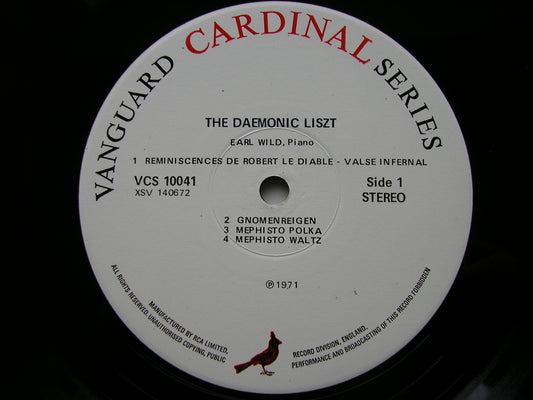 VANGUARD CARDINAL SERIES
THE DAEMONIC LISZT
EARL WILD, Piano
1 REMINISCENCES DE ROBERT LE DIABLE - VALSE INFERNAL
VCS 10041
XSV 140672
Side 1
STEREO
2 GNOMENREIGEN
3 MEPHISTO POLKA
4 MEPHISTO WALTZ
℗ 1971
MANUFACTURED BY RCA LIMITED, RECORD DIVISION, ENGLAND.
ALL RIGHTS RESERVED: UNAUTHORISED COPYING, PUBLIC PERFORMANCE AND BROADCASTING OF THIS RECORD FORBIDDEN